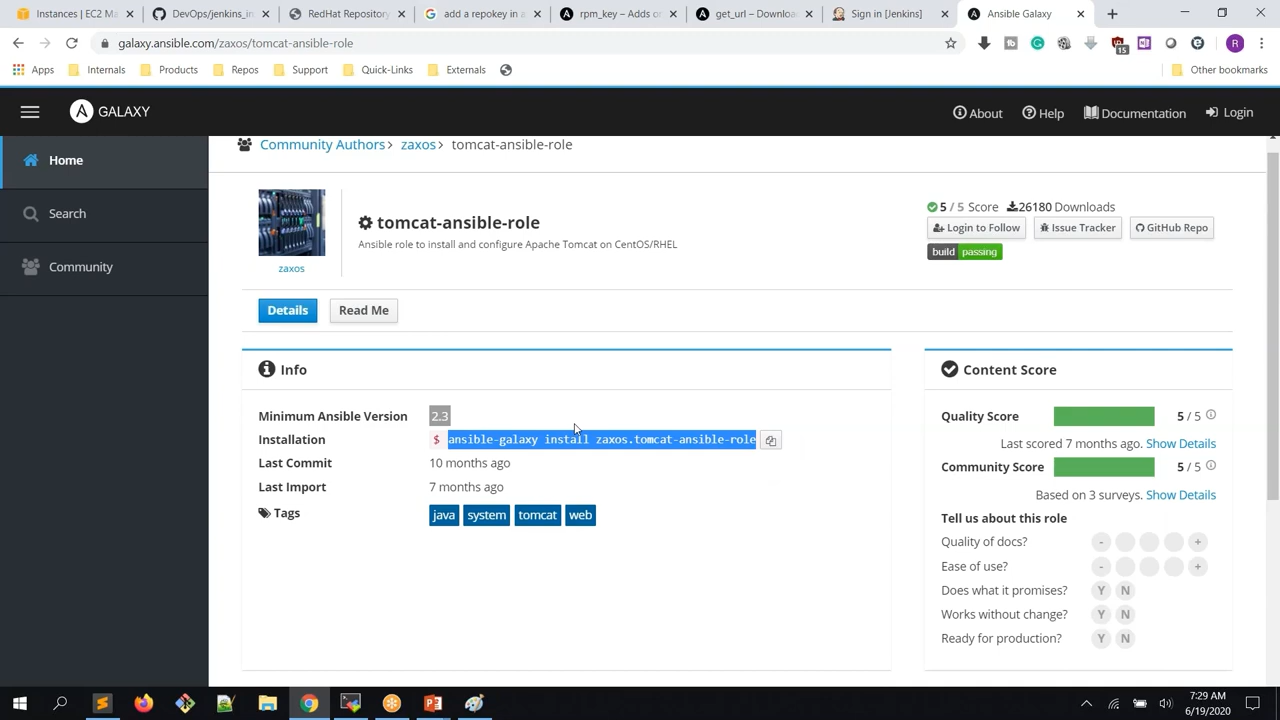 Instances | EC2 Ma
DevOps/jenkins_in
RedHat Repository
add a repokey in a
rpm_key – Adds o
get_url – Downloa
Sign in [Jenkins]
Ansible Galaxy
galaxy.ansible.com/zaxos/tomcat-ansible-role
15
R
Apps
Internals
Products
Repos
Support
Quick-Links
Externals
Other bookmarks
GALAXY
About
Help
Documentation
Login
Home
Search
Community
Community Authors > zaxos > tomcat-ansible-role
zaxos
tomcat-ansible-role
Ansible role to install and configure Apache Tomcat on CentOS/RHEL
5 / 5 Score 26180 Downloads
Login to Follow
Issue Tracker
GitHub Repo
build passing
Details
Read Me
Info
Minimum Ansible Version 2.3
Installation $ ansible-galaxy install zaxos.tomcat-ansible-role
Last Commit 10 months ago
Last Import 7 months ago
Tags java system tomcat web
Content Score
Quality Score 5 / 5
Last scored 7 months ago. Show Details
Community Score 5 / 5
Based on 3 surveys. Show Details
Tell us about this role
Quality of docs? - +
Ease of use? - +
Does what it promises? Y N
Works without change? Y N
Ready for production? Y N
7:29 AM
6/19/2020